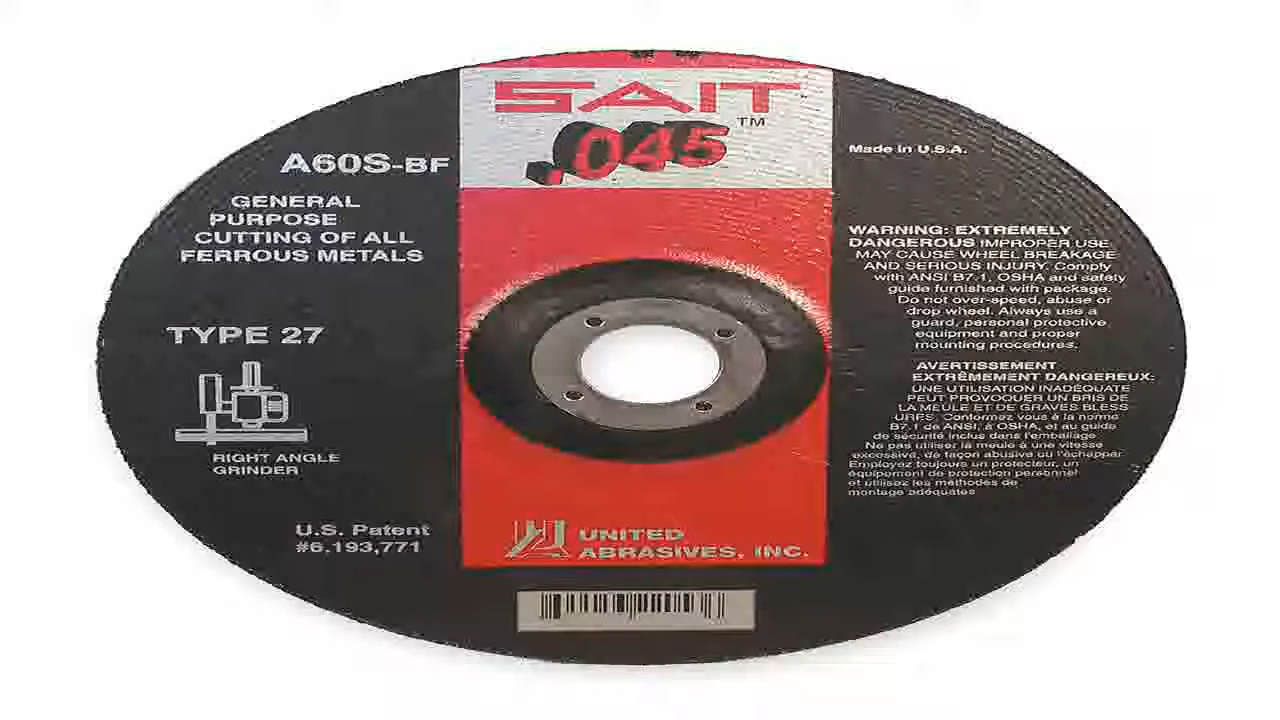 SAIT
.045™
A60S-BF
GENERAL
PURPOSE
CUTTING OF ALL
FERROUS METALS
TYPE 27
RIGHT ANGLE
GRINDER
U.S. Patent
#6,193,771
Made in U.S.A.
WARNING: EXTREMELY
DANGEROUS IMPROPER USE
MAY CAUSE WHEEL BREAKAGE
AND SERIOUS INJURY. Comply
with ANSI B7.1, OSHA and safety
guide furnished with package.
Do not over-speed, abuse or
drop wheel. Always use a
guard, personal protective
equipment and proper
mounting procedures.
AVERTISSEMENT
EXTRÊMEMENT DANGEREUX:
UNE UTILISATION INADÉQUATE
PEUT PROVOQUER UN BRIS DE
LA MEULE ET DE GRAVES BLESS-
URES. Conformez vous à la norme
B7.1 de ANSI, à OSHA, et au guide
de sécurité inclus dans l'emballage
Ne pas utiliser la meule à une vitesse
excessive, de façon abusive ou l'échapper.
Employez toujours un protecteur, un
équipement de protection personnel
et utilisez les méthodes de
montage adéquates
UNITED
ABRASIVES, INC.